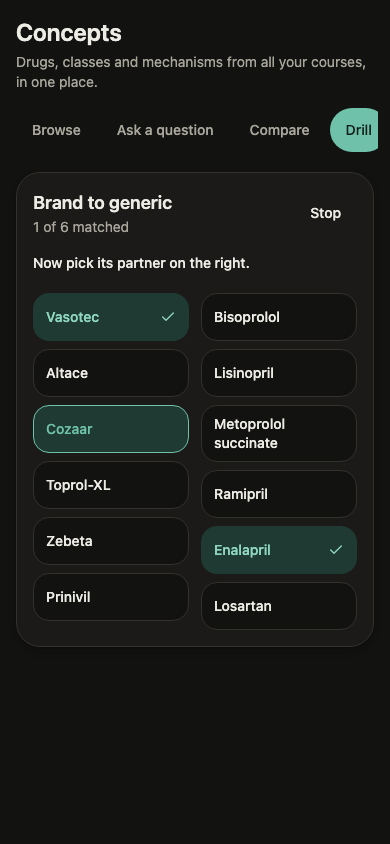 Concepts
Drugs, classes and mechanisms from all your courses,
in one place.
Browse
Ask a question
Compare
Drill
Brand to generic
1 of 6 matched
Stop
Now pick its partner on the right.
Vasotec
Bisoprolol
Altace
Lisinopril
Cozaar
Metoprolol
succinate
Toprol-XL
Ramipril
Zebeta
Enalapril
Prinivil
Losartan